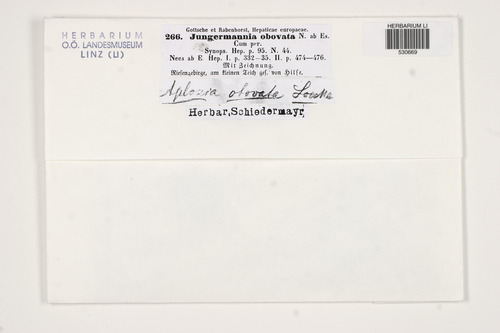 HERBARIUM
O.Ö. LANDESMUSEUM
LINZ (LI)
Gottsche et Rabenhorst, Hepaticae europaeae.
266. Jungermannia obovata N. ab Es.
Cum per.
Synops. Hep. p. 95. N. 44.
Nees ab E. Hep. I. p. 332—35. II. p. 474—476.
Mit Zeichnung.
Riesengebirge, am kleinen Teich ges. von Hilse.
Aplozia obovata Loeske
Herbar, Schiedermayr,
HERBARIUM LI
530669